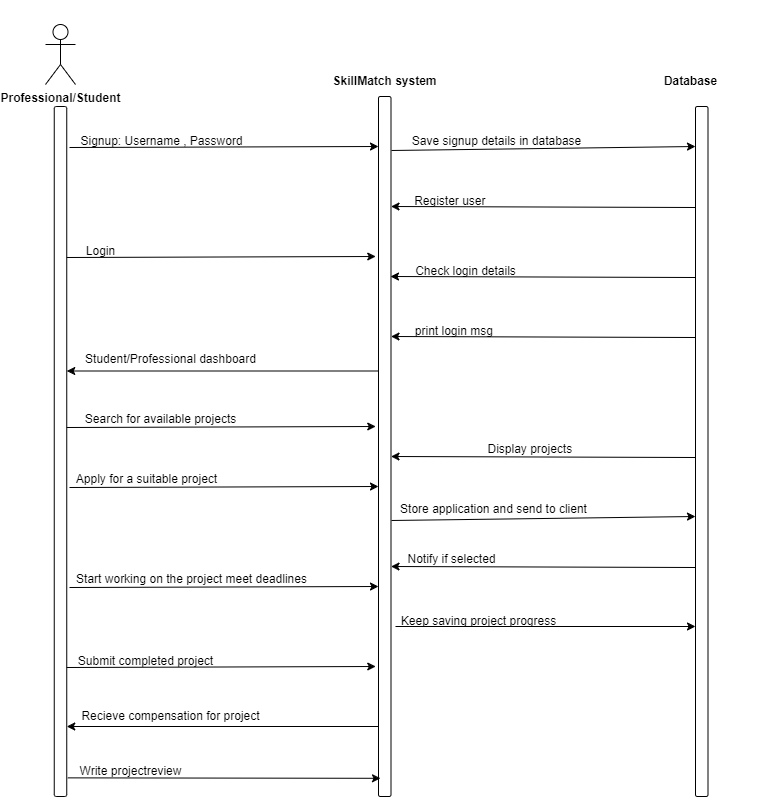 SkillMatch system
Database
Professional/Student
Signup: Username , Password
Save signup details in database
Register user
Login
Check login details
print login msg
Student/Professional dashboard
Search for available projects
Display projects
Apply for a suitable project
Store application and send to client
Notify if selected
Start working on the project meet deadlines
Keep saving project progress
Submit completed project
Recieve compensation for project
Write projectreview